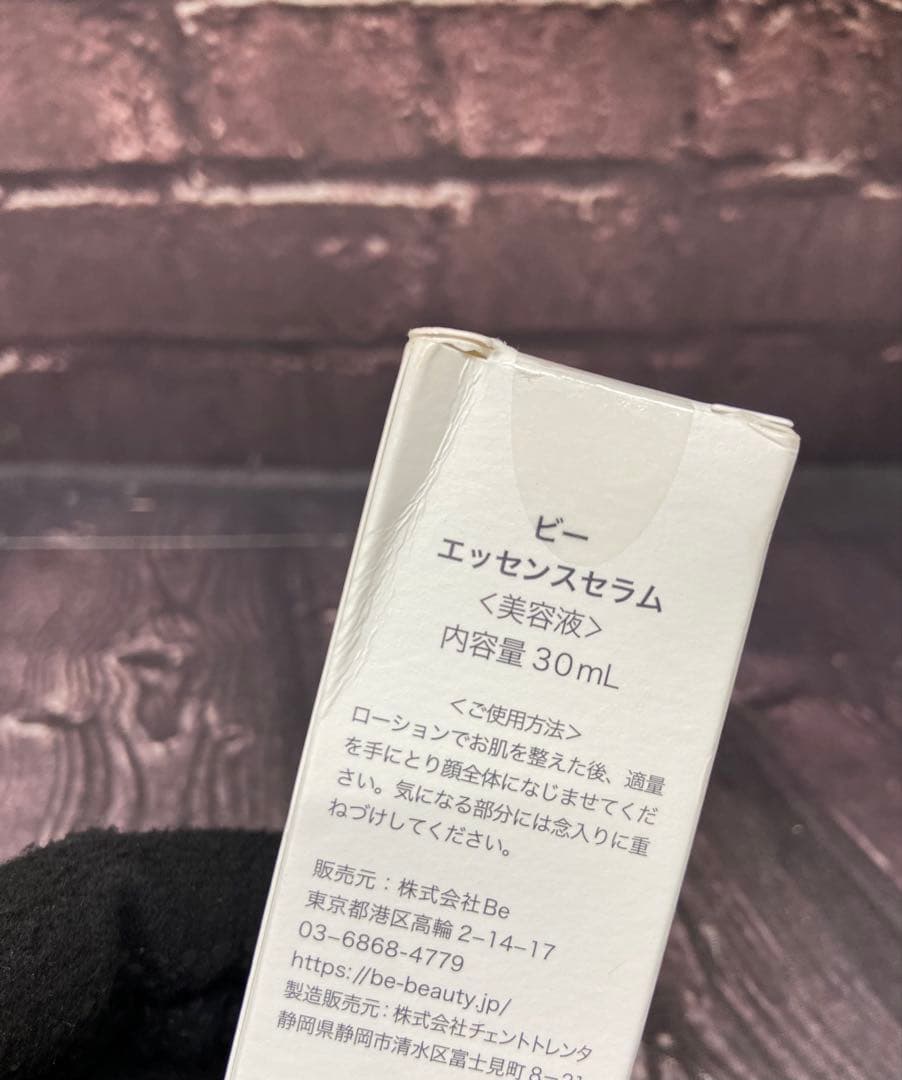 ビー
エッセンスセラム
<美容液>
内容量 30mL
<ご使用方法>
ローションでお肌を整えた後、適量
を手にとり顔全体になじませてくだ
さい。気になる部分には念入りに重
ねづけしてください。
販売元：株式会社Be
東京都港区高輪 2-14-17
03-6868-4779
https://be-beauty.jp/
製造販売元：株式会社チェントトレンタ
静岡県静岡市清水区富士見町 8-21